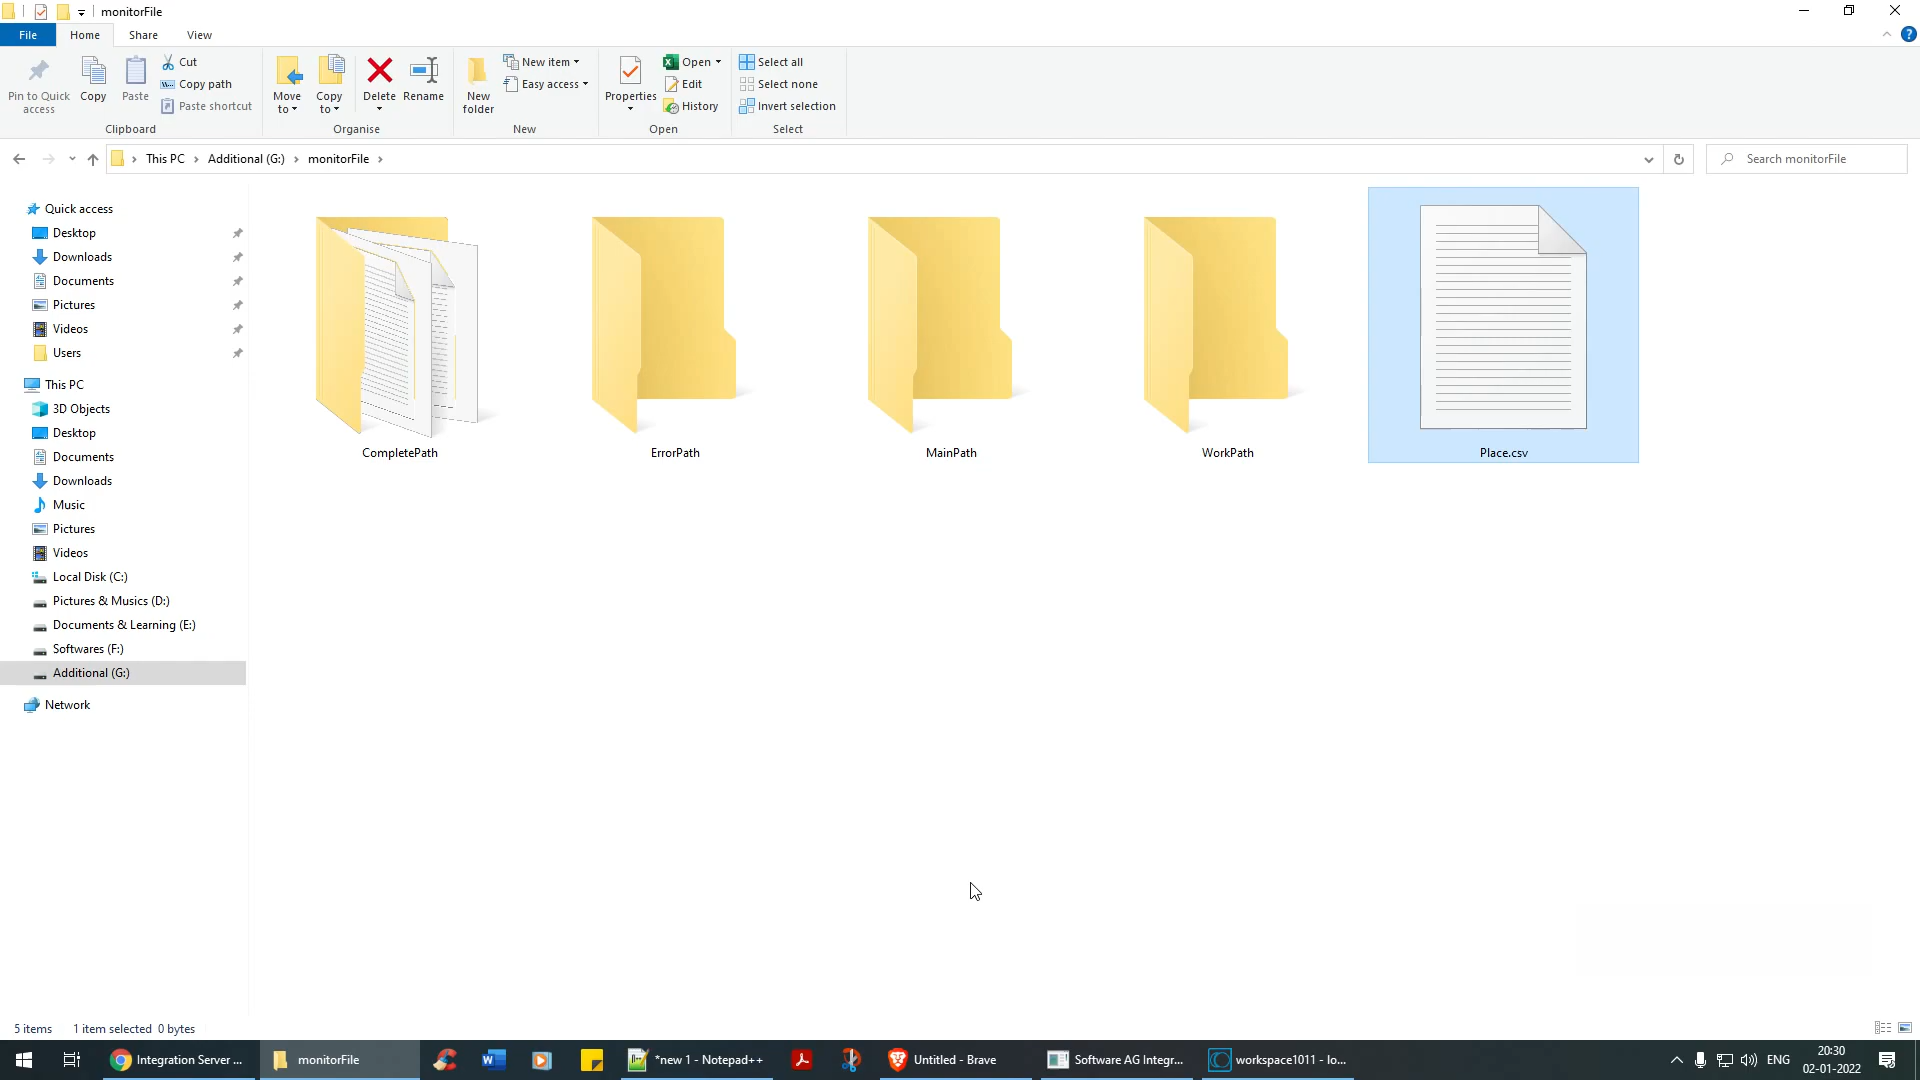 monitorFile
File
Home
Share
View
Pin to Quick access
Copy
Paste
Cut
Copy path
Paste shortcut
Clipboard
Move to
Copy to
Delete
Rename
Organise
New folder
New item
Easy access
New
Properties
Open
Edit
History
Open
Select all
Select none
Invert selection
Select
This PC
Additional (G:)
monitorFile
Search monitorFile
Quick access
Desktop
Downloads
Documents
Pictures
Videos
Users
This PC
3D Objects
Desktop
Documents
Downloads
Music
Pictures
Videos
Local Disk (C:)
Pictures & Musics (D:)
Documents & Learning (E:)
Softwares (F:)
Additional (G:)
Network
CompletePath
ErrorPath
MainPath
WorkPath
Place.csv
5 items
1 item selected 0 bytes
Integration Server ...
monitorFile
*new 1 - Notepad++
Untitled - Brave
Software AG Integr...
workspace1011 - Io...
ENG
20:30
02-01-2022